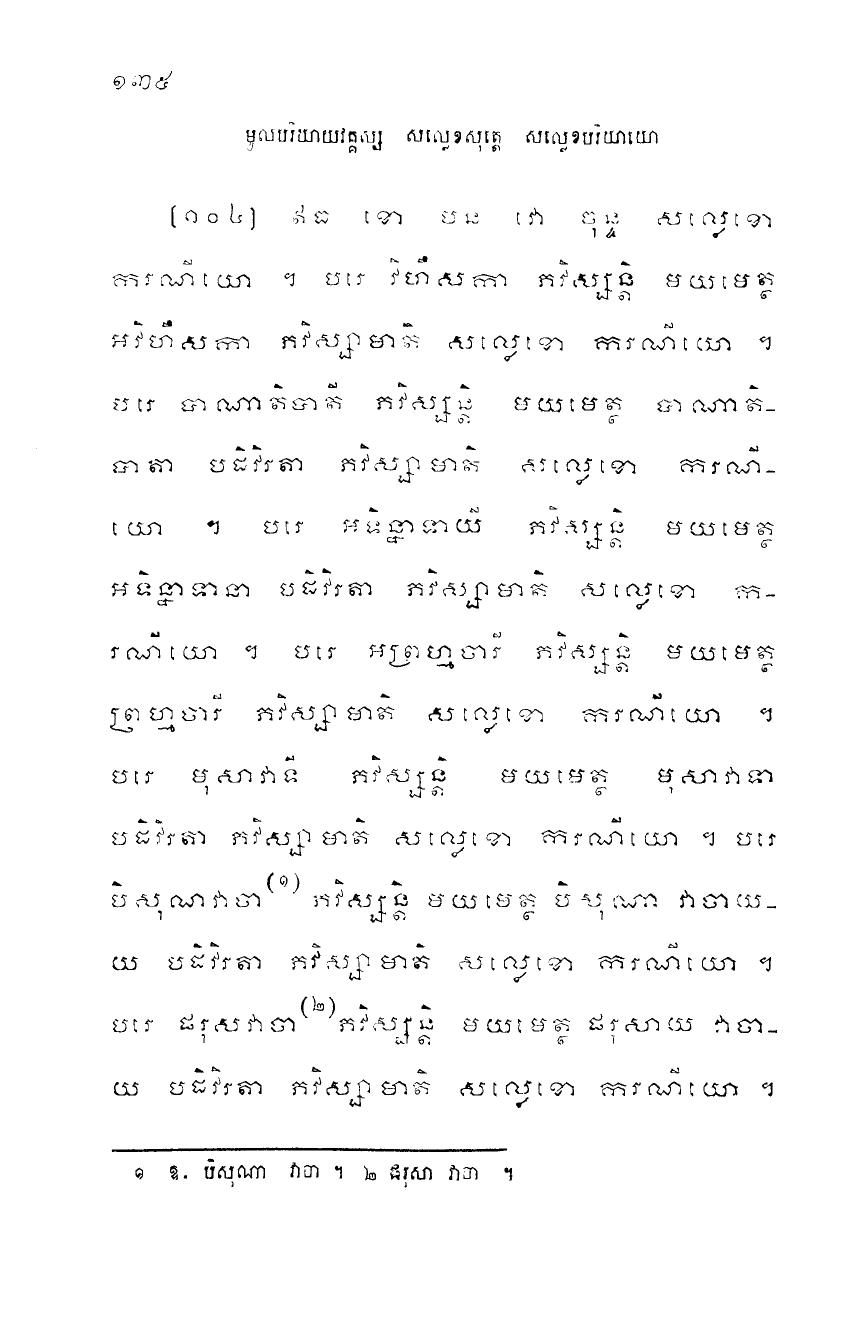 ១៣៥
មូលបរិយាយវគ្គស្ស សល្លេខសុត្តេ សល្លេខបរិយាយោ
[១០៤] ឥធ ខោ បន វោ ចុន្ទ សល្លេខោ
ករណីយោ ។ បរេ វិហឹសកា ភវិស្សន្តិ មយមេត្ថ
អវិហឹសកា ភវិស្សាមាតិ សល្លេខោ ករណីយោ ។
បរេ បាណាតិបាតី ភវិស្សន្តិ មយមេត្ថ បាណាតិ-
បាតា បដិវិរតា ភវិស្សាមាតិ សល្លេខោ ករណី-
យោ ។ បរេ អទិន្នាទាយី ភវិស្សន្តិ មយមេត្ថ
អទិន្នាទានា បដិវិរតា ភវិស្សាមាតិ សល្លេខោ ក-
រណីយោ ។ បរេ អព្រហ្មចារី ភវិស្សន្តិ មយមេត្ថ
ព្រហ្មចារី ភវិស្សាមាតិ សល្លេខោ ករណីយោ ។
បរេ មុសាវាទី ភវិស្សន្តិ មយមេត្ថ មុសាវាទា
បដិវិរតា ភវិស្សាមាតិ សល្លេខោ ករណីយោ ។ បរេ
បិសុណវាចា(១) ភវិស្សន្តិ មយមេត្ថ បិសុណា វាចាយ-
យ បដិវិរតា ភវិស្សាមាតិ សល្លេខោ ករណីយោ ។
បរេ ផរុសវាចា(២) ភវិស្សន្តិ មយមេត្ថ ផរុសាយ វាចា-
យ បដិវិរតា ភវិស្សាមាតិ សល្លេខោ ករណីយោ ។
១ ឱ. បិសុណា វាចា ។ ២ ផរុសា វាចា ។